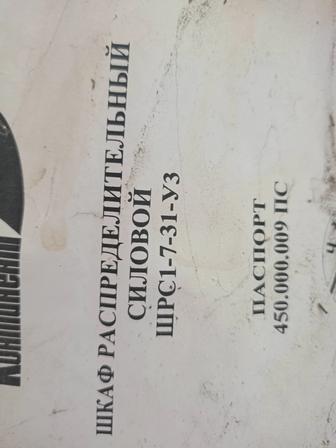 ШКАФ РАСПРЕДЕЛИТЕЛЬНЫЙ
СИЛОВОЙ
ШРС1-7-31-У3
ПАСПОРТ
450.000.009 ПС